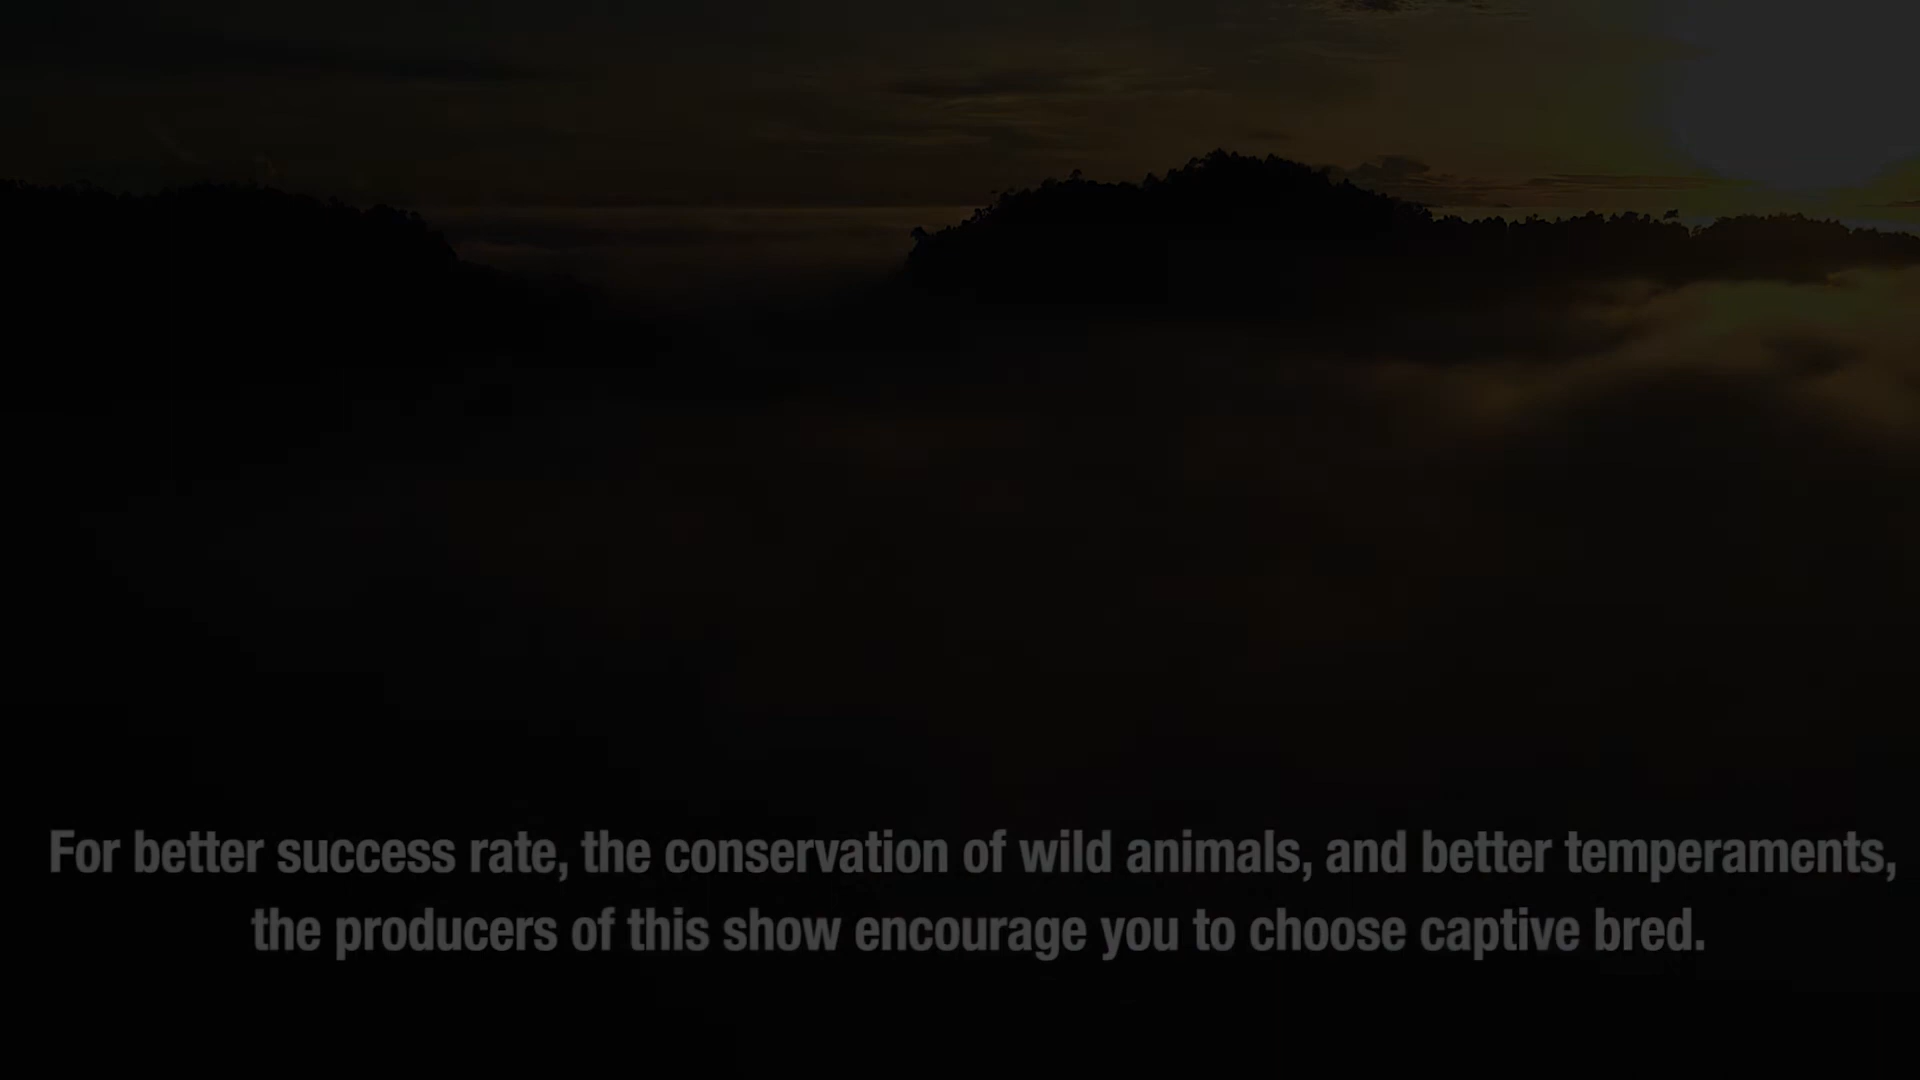 For better success rate, the conservation of wild animals, and better temperaments,
the producers of this show encourage you to choose captive bred.